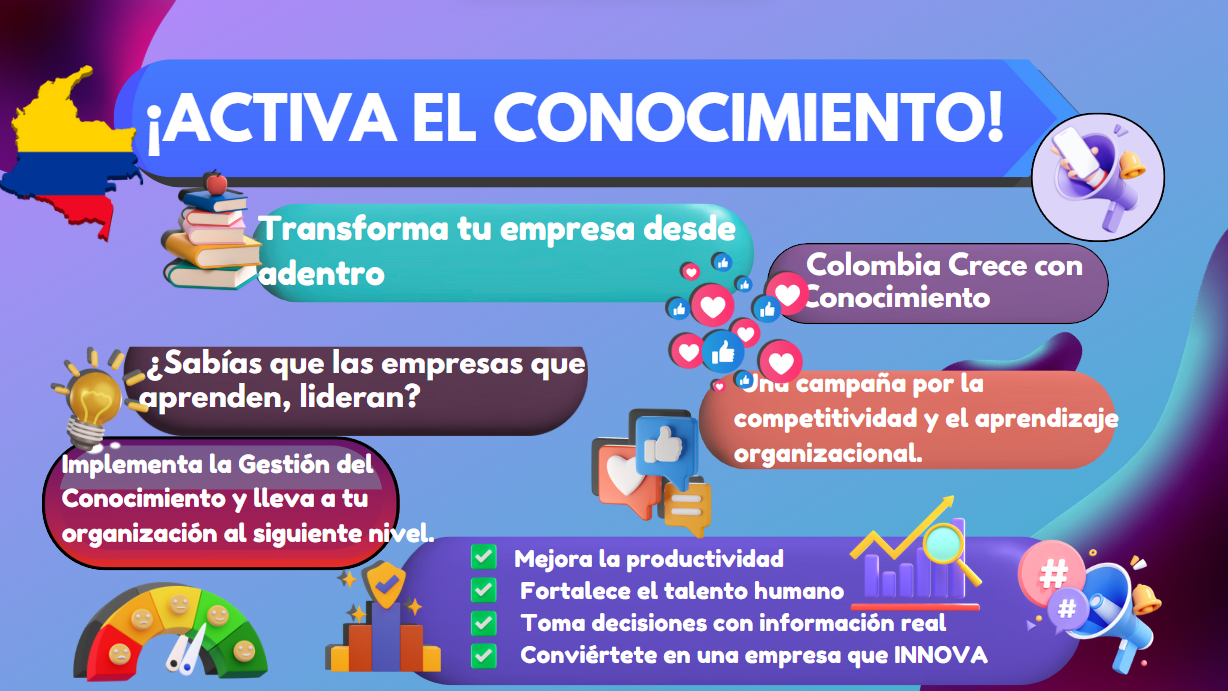 ¡ACTIVA EL CONOCIMIENTO!
Transforma tu empresa desde
adentro
Colombia Crece con
Conocimiento
¿Sabías que las empresas que
aprenden, lideran?
Una campaña por la
competitividad y el aprendizaje
organizacional.
Implementa la Gestión del
Conocimiento y lleva a tu
organización al siguiente nivel.
Mejora la productividad
Fortalece el talento humano
Toma decisiones con información real
Conviértete en una empresa que INNOVA
#
#